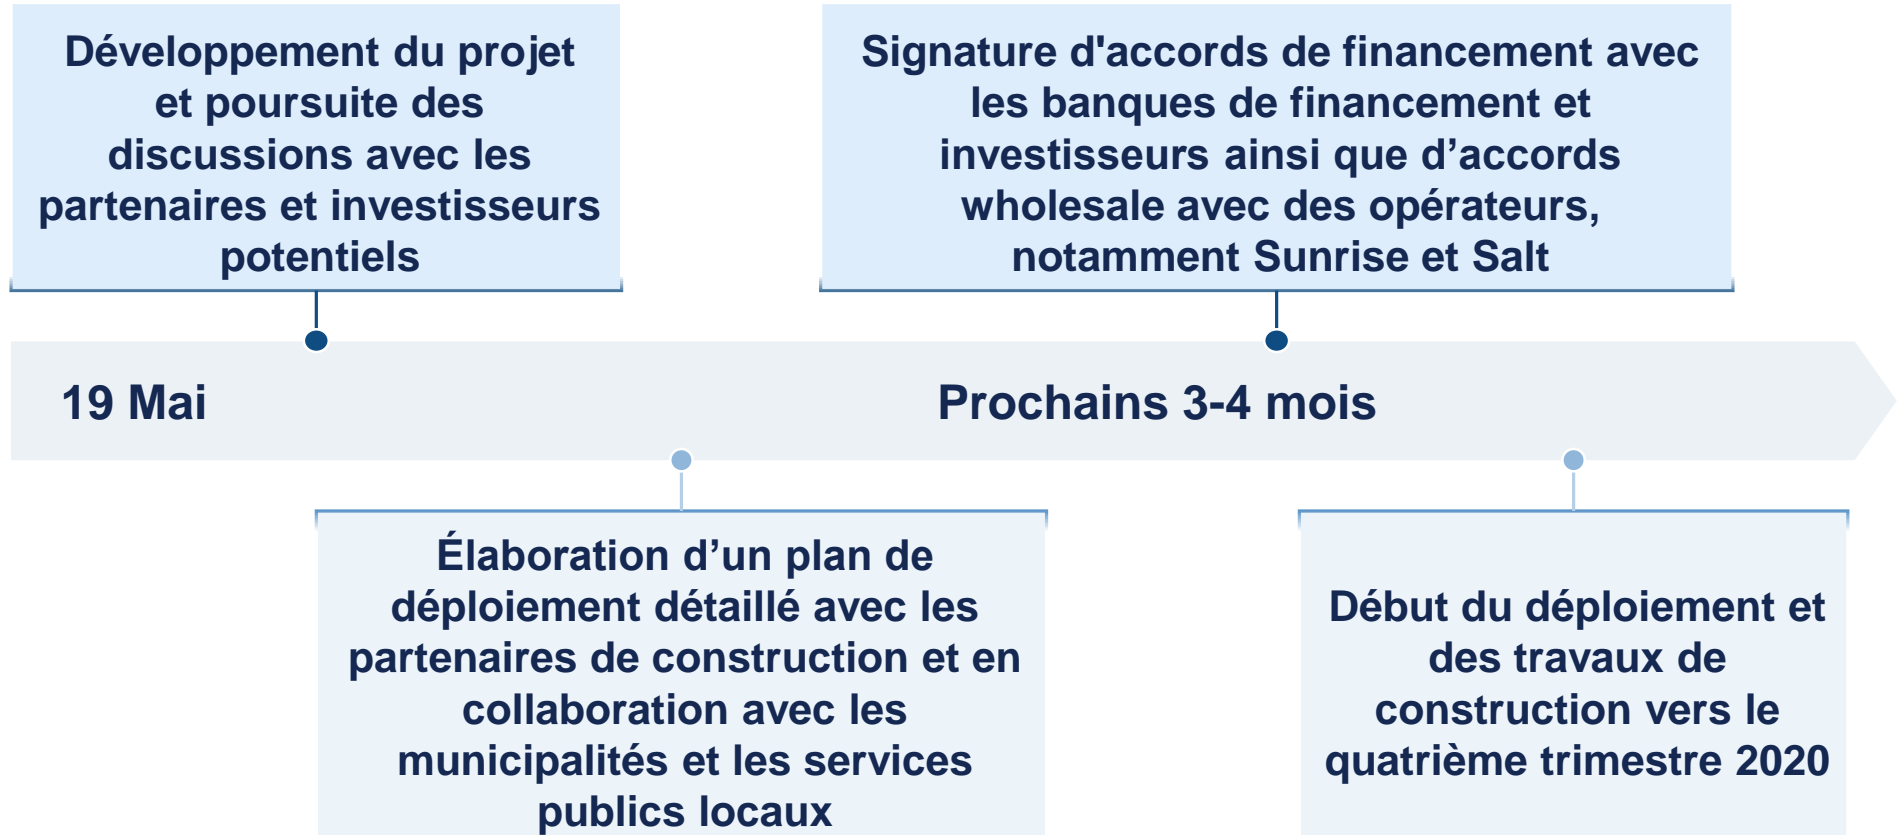 Développement du projet
et poursuite des
discussions avec les
partenaires et investisseurs
potentiels
Signature d'accords de financement avec
les banques de financement et
investisseurs ainsi que d’accords
wholesale avec des opérateurs,
notamment Sunrise et Salt
19 Mai
Prochains 3-4 mois
Élaboration d’un plan de
déploiement détaillé avec les
partenaires de construction et en
collaboration avec les
municipalités et les services
publics locaux
Début du déploiement et
des travaux de
construction vers le
quatrième trimestre 2020